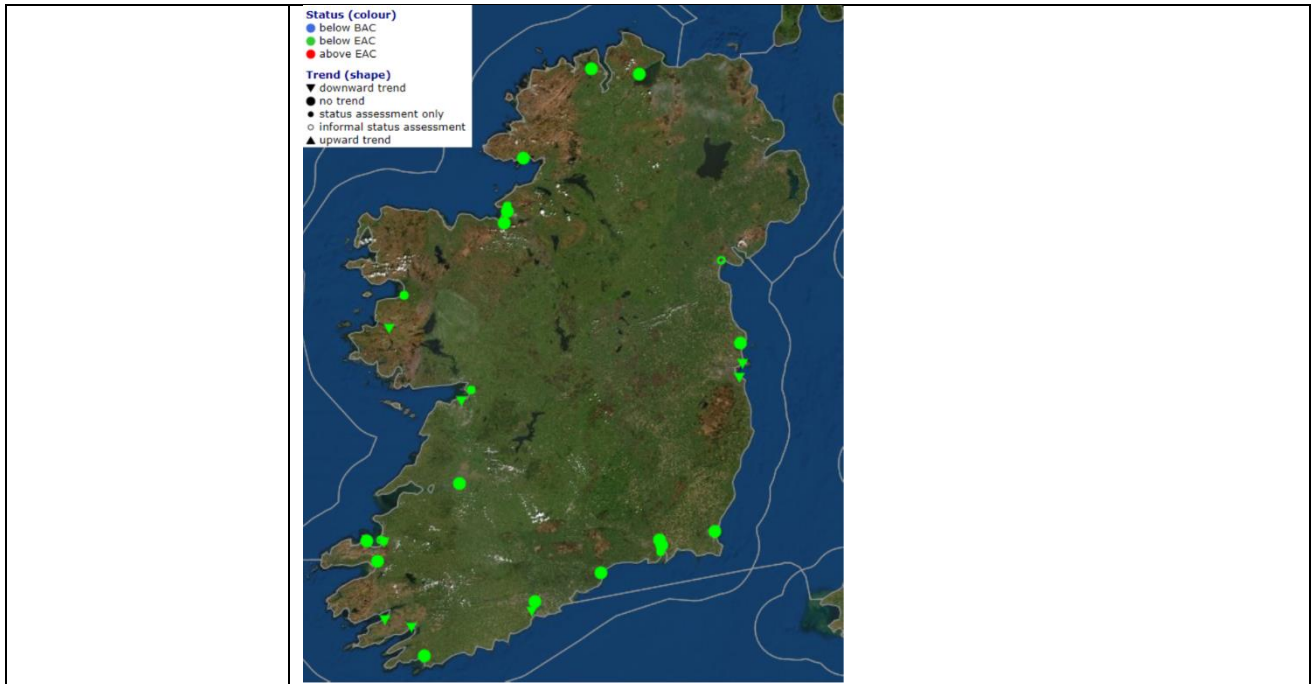 Status (colour)
below BAC
below EAC
above EAC
Trend (shape)
downward trend
no trend
status assessment only
informal status assessment
upward trend